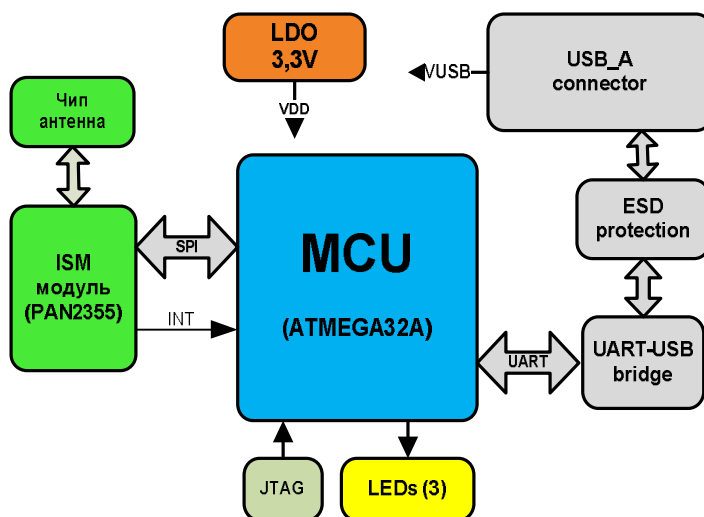 LDO
3,3V
VDD
VUSB
USB_A
connector
Чип
антенна
ISM
модуль
(PAN2355)
SPI
INT
MCU
(ATMEGA32A)
ESD
protection
UART
UART-USB
bridge
JTAG
LEDs (3)